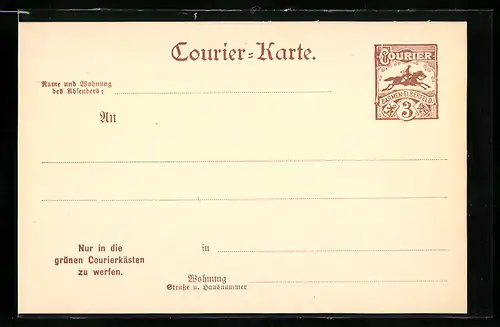 Courier-Karte.
COURIER
BARMEN-ELBERFELD
3
Name und Wohnung
des Absenders:
An
Nur in die
grünen Courierkästen
zu werfen.
in
Wohnung
Straße u. Hausnummer